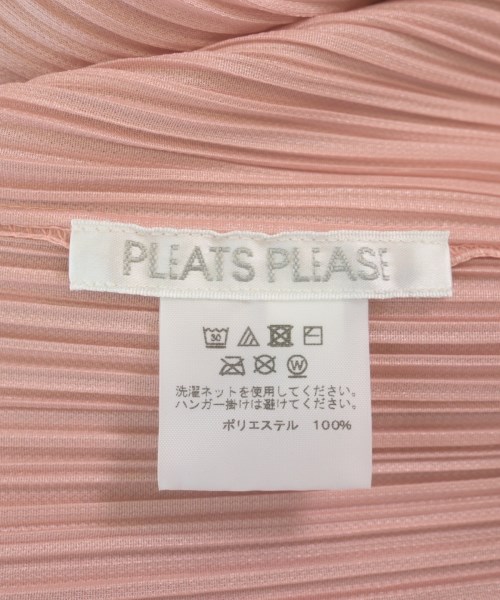 PLEATS PLEASE
30
W
洗濯ネットを使用してください。
ハンガー掛けは避けてください。
ポリエステル 100%